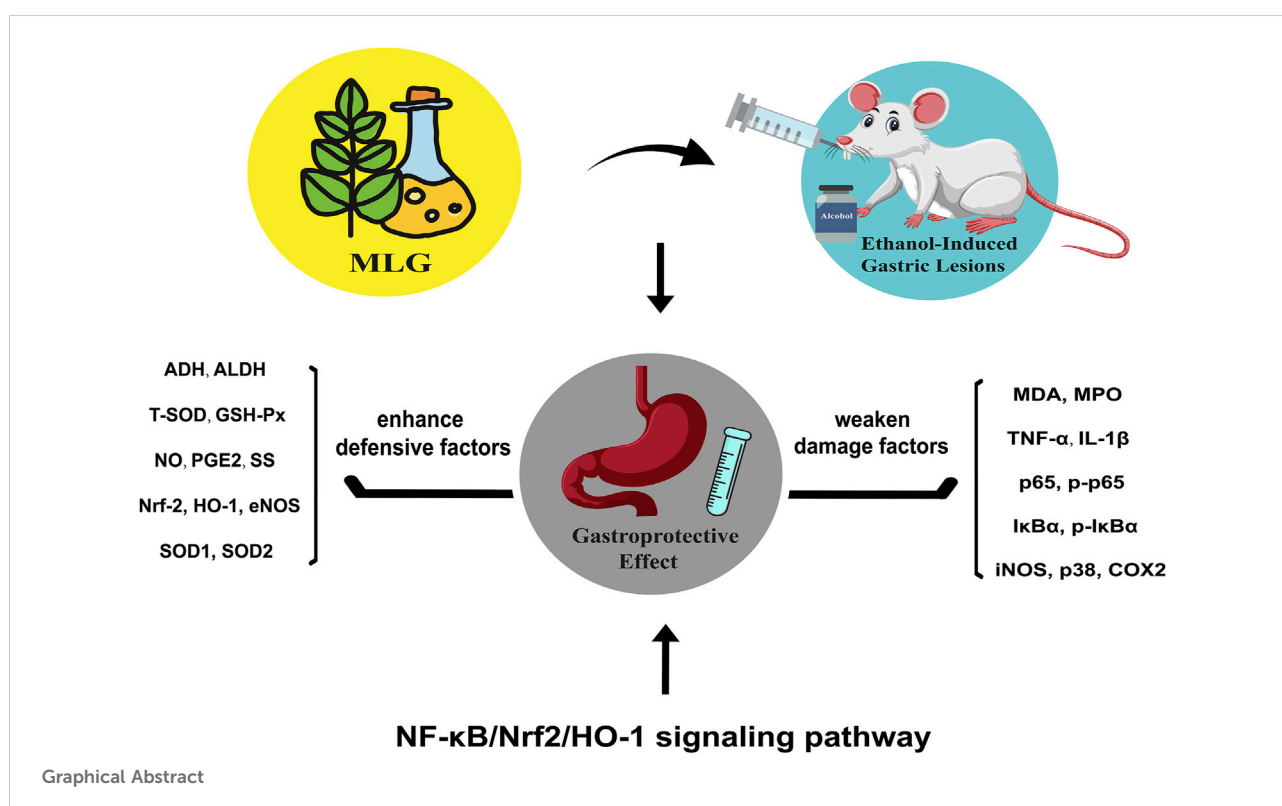 MLG
Alcohol
Ethanol-Induced
Gastric Lesions
ADH, ALDH
T-SOD, GSH-Px
NO, PGE2, SS
Nrf-2, HO-1, eNOS
SOD1, SOD2
enhance
defensive factors
Gastroprotective
Effect
weaken
damage factors
MDA, MPO
TNF-α, IL-1β
p65, p-p65
IκBα, p-IκBα
iNOS, p38, COX2
NF-κB/Nrf2/HO-1 signaling pathway
Graphical Abstract